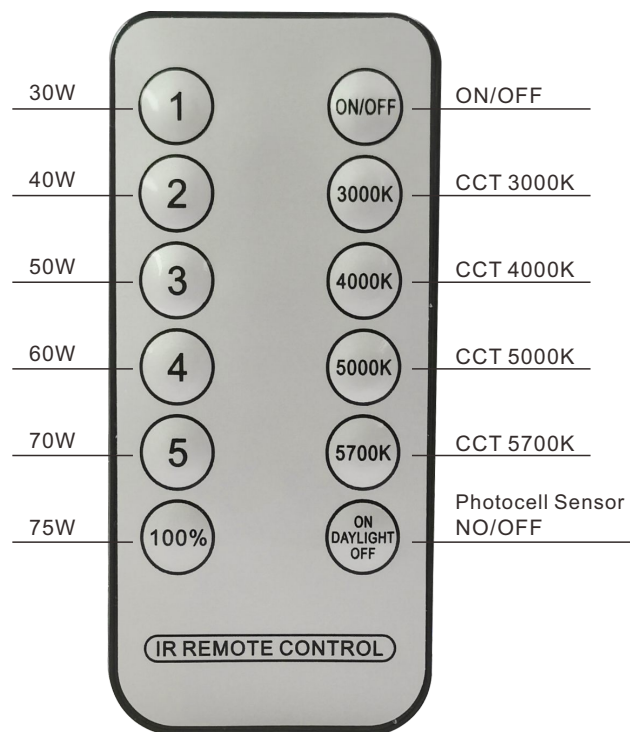 30W
1
ON/OFF
ON/OFF
40W
2
3000K
CCT 3000K
50W
3
4000K
CCT 4000K
60W
4
5000K
CCT 5000K
70W
5
5700K
CCT 5700K
75W
100%
ON
DAYLIGHT
OFF
Photocell Sensor
NO/OFF
IR REMOTE CONTROL